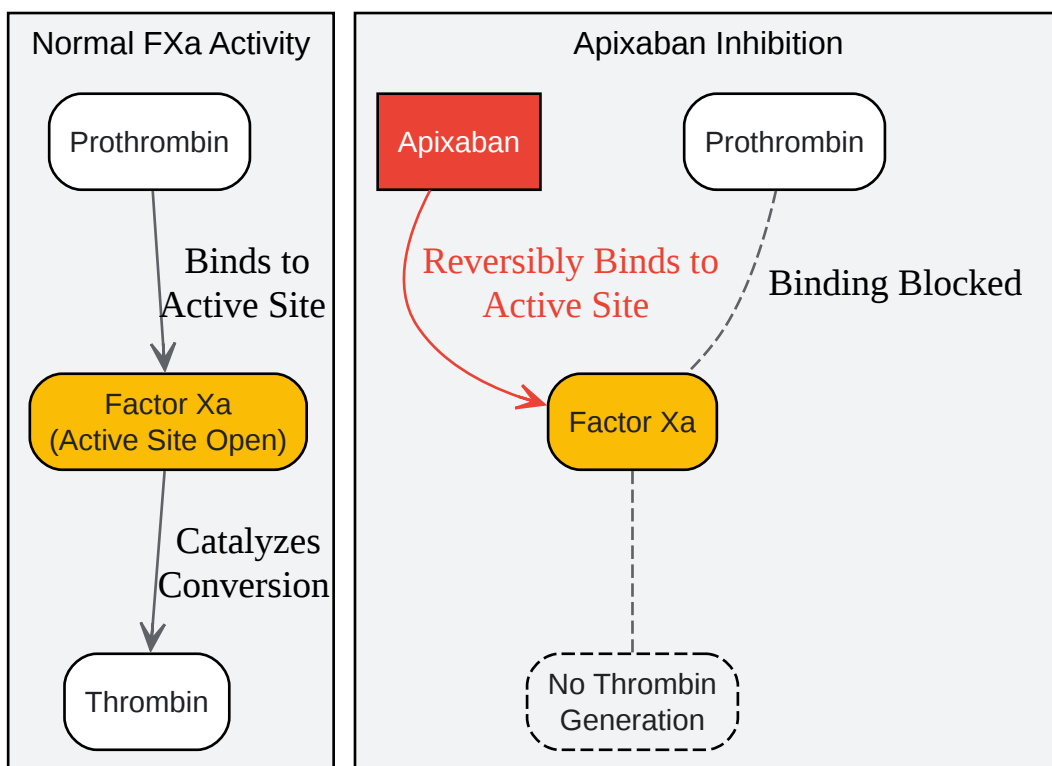 Normal FXa Activity
Prothrombin
Binds to
Active Site
Factor Xa
(Active Site Open)
Catalyzes
Conversion
Thrombin
Apixaban Inhibition
Apixaban
Prothrombin
Reversibly Binds to
Active Site
Binding Blocked
Factor Xa
No Thrombin
Generation